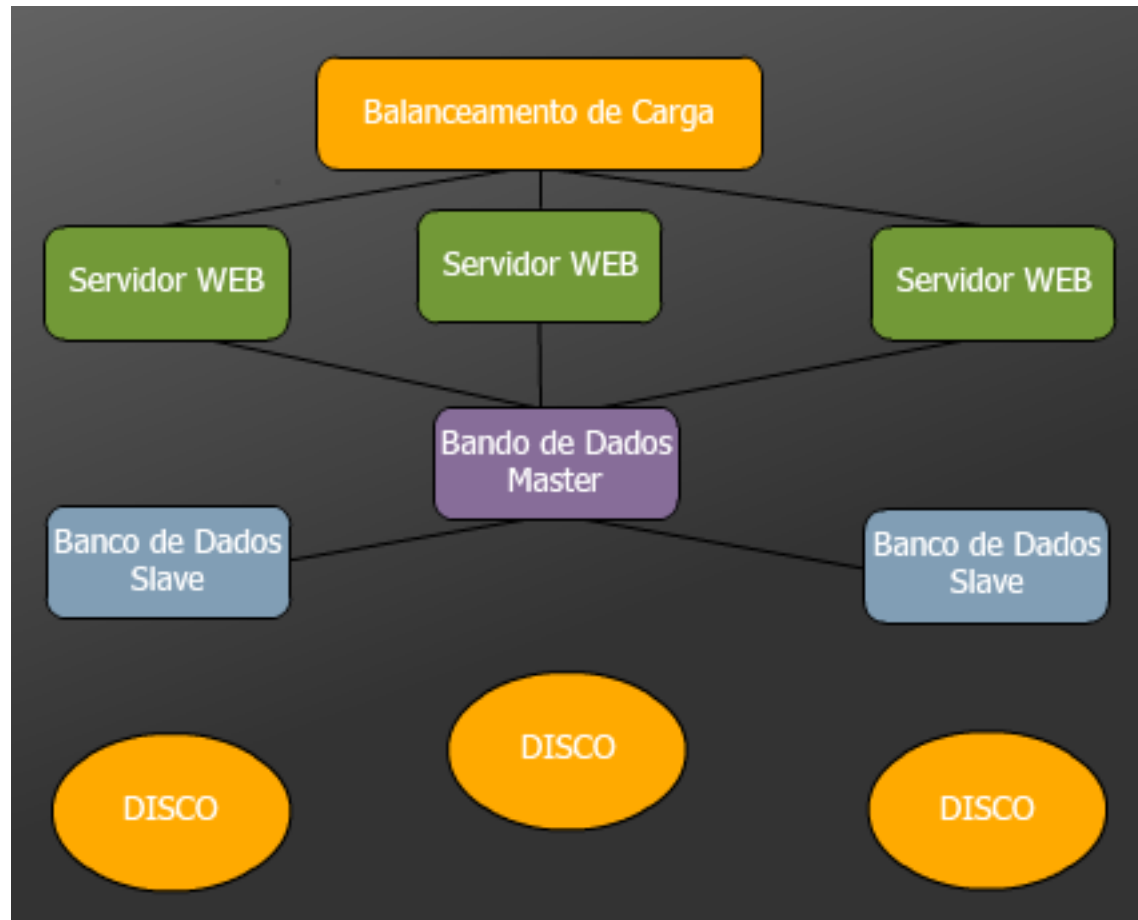 Balanceamento de Carga
Servidor WEB
Servidor WEB
Servidor WEB
Bando de Dados
Master
Banco de Dados
Slave
Banco de Dados
Slave
DISCO
DISCO
DISCO